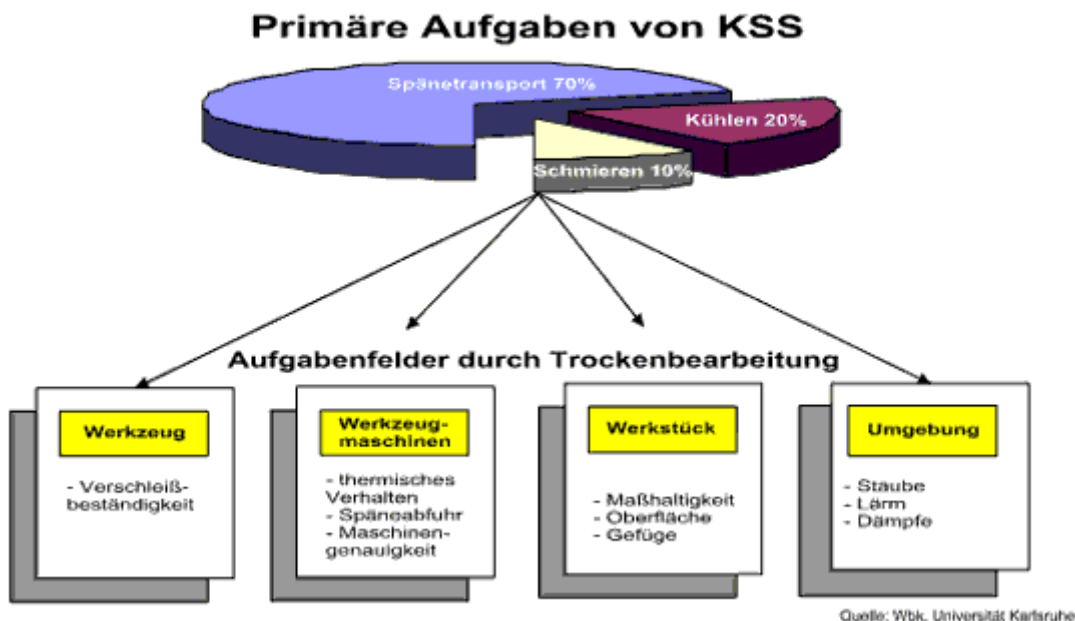 Primäre Aufgaben von KSS
Spänetransport 70%
Kühlen 20%
Schmieren 10%
Aufgabenfelder durch Trockenbearbeitung
Werkzeug
- Verschleiß-
beständigkeit
Werkzeug-
maschinen
- thermisches
Verhalten
- Späneabfuhr
- Maschinen-
genauigkeit
Werkstück
- Maßhaltigkeit
- Oberfläche
- Gefüge
Umgebung
- Stäube
- Lärm
- Dämpfe
Quelle: Wbk, Universität Karlsruhe